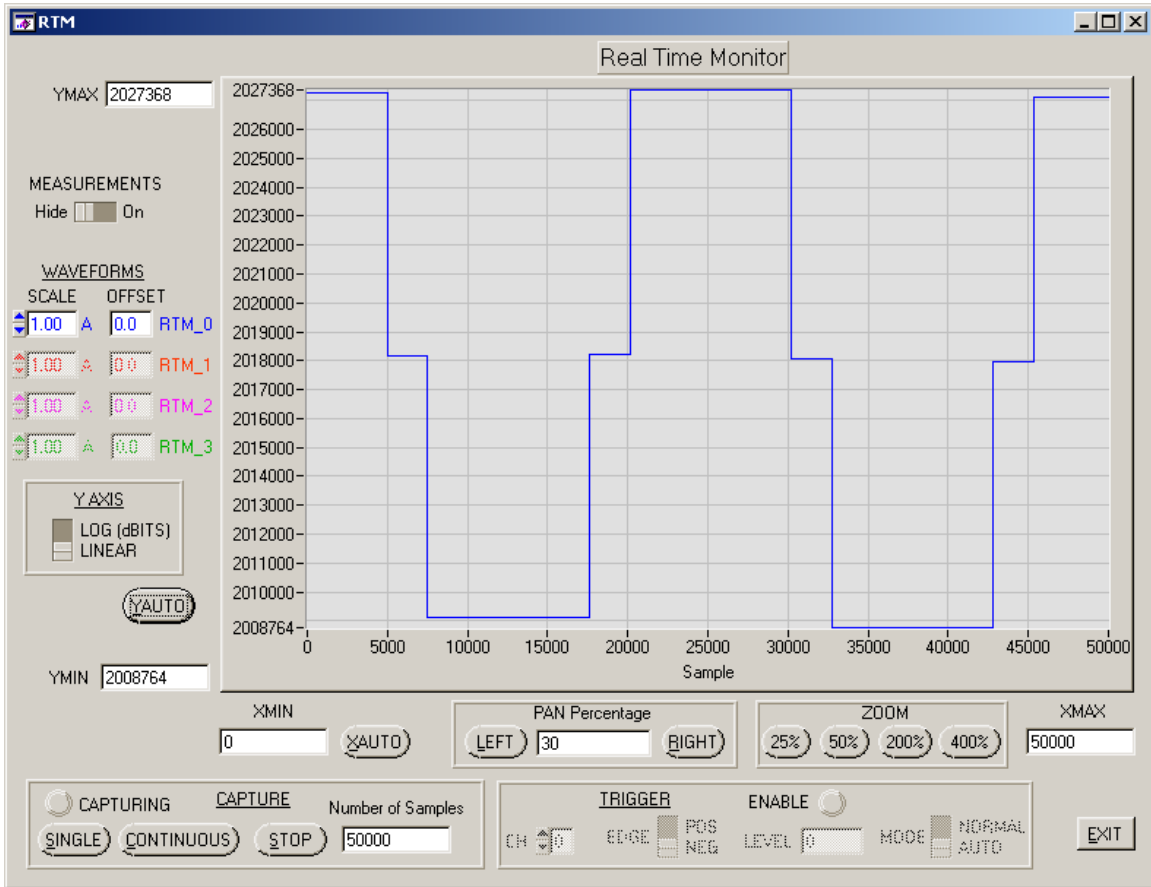 RTM
Real Time Monitor
YMAX 2027368
MEASUREMENTS
Hide On
WAVEFORMS
SCALE OFFSET
1.00 A 0.0 RTM_0
1.00 A 0.0 RTM_1
1.00 A 0.0 RTM_2
1.00 A 0.0 RTM_3
Y AXIS
LOG (dBITS)
LINEAR
YAUTO
YMIN 2008764
2027368
2026000
2025000
2024000
2023000
2022000
2021000
2020000
2019000
2018000
2017000
2016000
2015000
2014000
2013000
2012000
2011000
2010000
2008764
0 5000 10000 15000 20000 25000 30000 35000 40000 45000 50000
Sample
XMIN
0 XAUTO
PAN Percentage
LEFT 30 RIGHT
ZOOM
25% 50% 200% 400%
XMAX
50000
CAPTURING CAPTURE Number of Samples
SINGLE CONTINUOUS STOP 50000
TRIGGER ENABLE
CH 0 EDGE POS NEG LEVEL 0 MODE NORMAL AUTO
EXIT